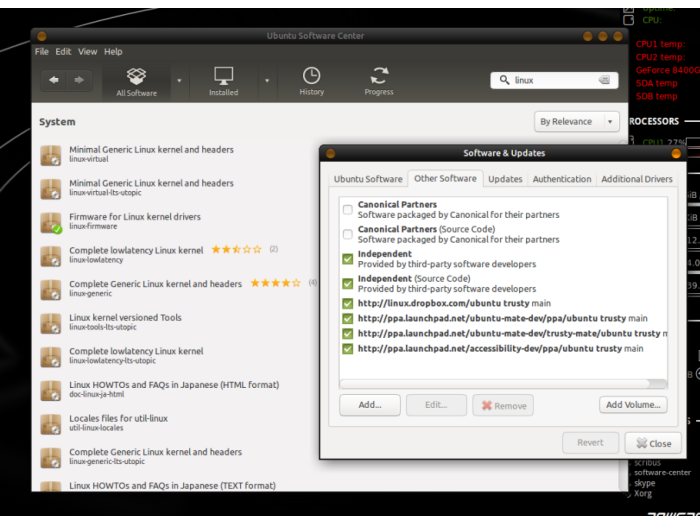 Uptime:
CPU:
Ubuntu Software Center
File Edit View Help
CPU1 temp:
CPU2 temp:
GeForce 8400G
SDA temp
SDB temp
All Software
Installed
History
Progress
linux
System
By Relevance
ROCESSORS
CPU1 27%
Minimal Generic Linux kernel and headers
linux-virtual
Minimal Generic Linux kernel and headers
linux-virtual-lts-utopic
Firmware for Linux kernel drivers
linux-firmware
Complete lowlatency Linux kernel (2)
linux-lowlatency
Complete Generic Linux kernel and headers (4)
linux-generic
Linux kernel versioned Tools
linux-tools-lts-utopic
Complete lowlatency Linux kernel
linux-lowlatency-lts-utopic
Linux HOWTOs and FAQs in Japanese (HTML format)
doc-linux-ja-html
Locales files for util-linux
util-linux-locales
Complete Generic Linux kernel and headers
linux-generic-lts-utopic
Linux HOWTOs and FAQs in Japanese (TEXT format)
Software & Updates
Ubuntu Software Other Software Updates Authentication Additional Drivers
Canonical Partners
Software packaged by Canonical for their partners
Canonical Partners (Source Code)
Software packaged by Canonical for their partners
Independent
Provided by third-party software developers
Independent (Source Code)
Provided by third-party software developers
http://linux.dropbox.com/ubuntu trusty main
http://ppa.launchpad.net/ubuntu-mate-dev/ppa/ubuntu trusty main
http://ppa.launchpad.net/ubuntu-mate-dev/trusty-mate/ubuntu trusty
http://ppa.launchpad.net/accessibility-dev/ppa/ubuntu trusty main
Add... Edit... Remove Add Volume...
Revert Close
scribus
software-center
skype
Xorg